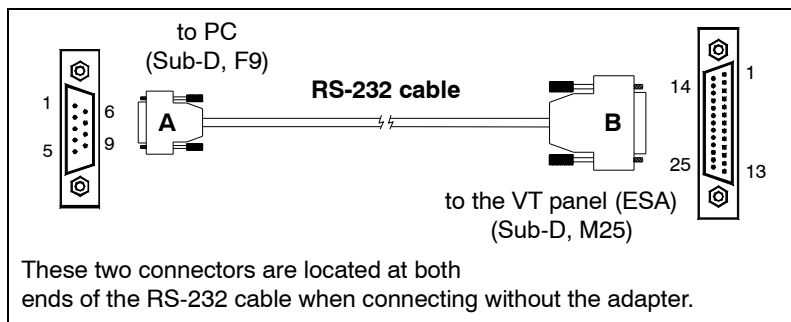 to PC
(Sub-D, F9)
RS-232 cable
1
6
5
9
A
B
14
1
25
13
to the VT panel (ESA)
(Sub-D, M25)
These two connectors are located at both
ends of the RS-232 cable when connecting without the adapter.